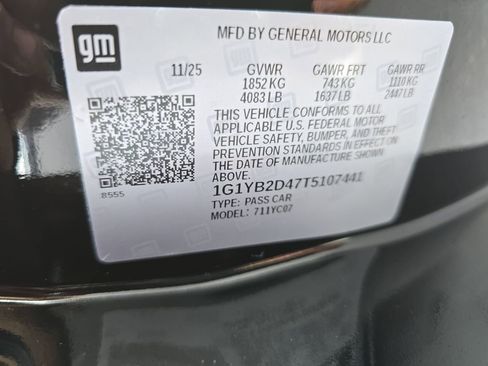 gm
MFD BY GENERAL MOTORS LLC
11/25 GVWR GAWR FRT GAWR RR
1852 KG 743 KG 1110 KG
4083 LB 1637 LB 2447 LB
THIS VEHICLE CONFORMS TO ALL
APPLICABLE U.S. FEDERAL MOTOR
VEHICLE SAFETY, BUMPER, AND THEFT
PREVENTION STANDARDS IN EFFECT ON
THE DATE OF MANUFACTURE SHOWN
ABOVE.
8555
1G1YB2D47T5107441
TYPE: PASS CAR
MODEL: 711YC07